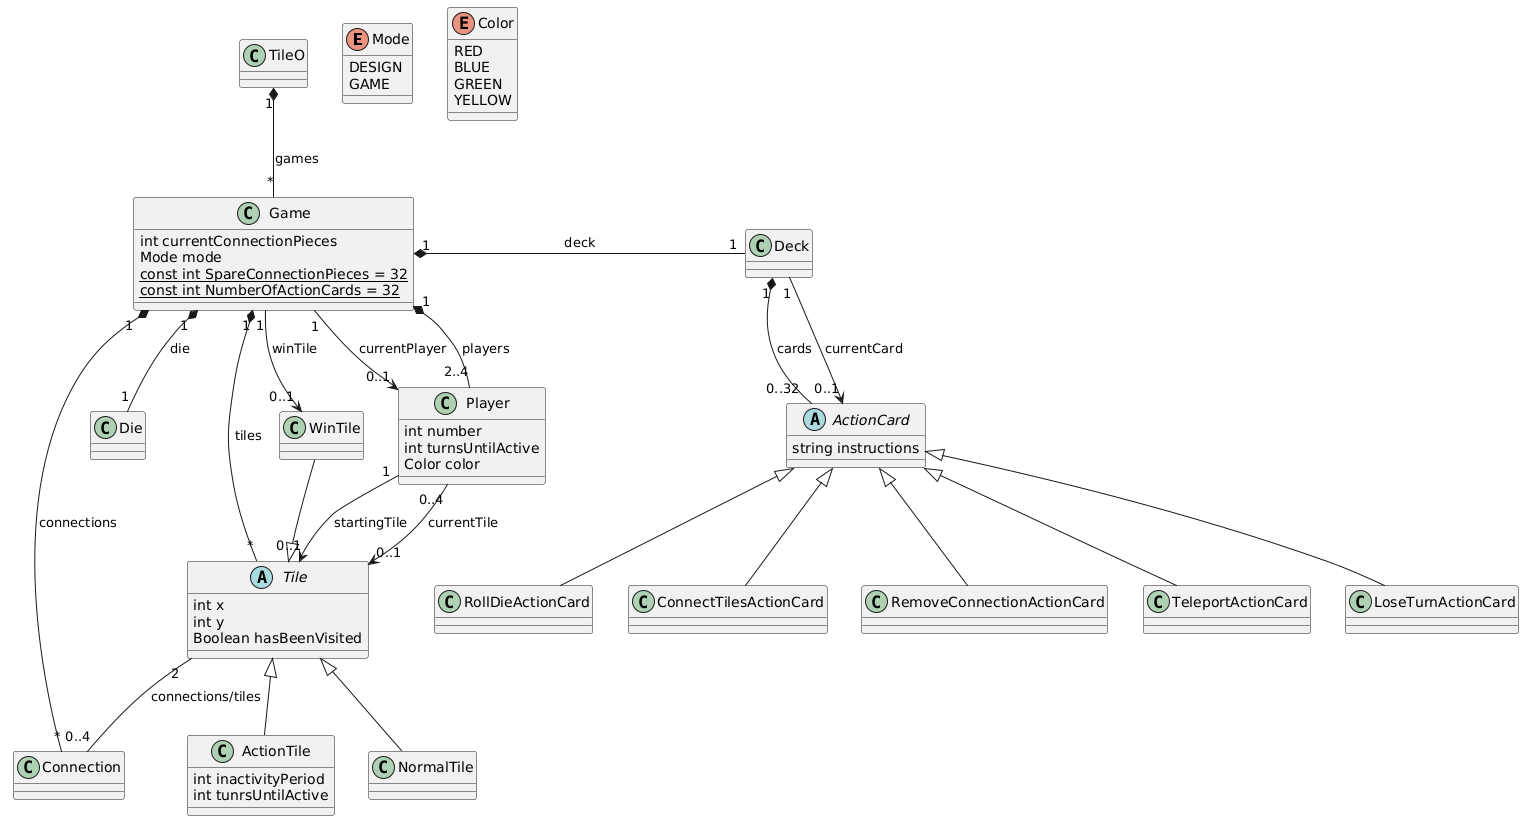 C TileO
E Mode
DESIGN
GAME
E Color
RED
BLUE
GREEN
YELLOW
1
games
*
C Game
int currentConnectionPieces
Mode mode
const int SpareConnectionPieces = 32
const int NumberOfActionCards = 32
1
deck
1
C Deck
1
1
1
1
1
1
1
1
die
winTile
currentPlayer
players
cards
currentCard
1
0..1
0..1
2..4
0..32
0..1
C Die
C WinTile
C Player
int number
int turnsUntilActive
Color color
A ActionCard
string instructions
tiles
1
0..4
connections
startingTile
currentTile
*
0..1
0..1
A Tile
int x
int y
Boolean hasBeenVisited
C RollDieActionCard
C ConnectTilesActionCard
C RemoveConnectionActionCard
C TeleportActionCard
C LoseTurnActionCard
2
connections/tiles
*
0..4
C Connection
C ActionTile
int inactivityPeriod
int tunrsUntilActive
C NormalTile